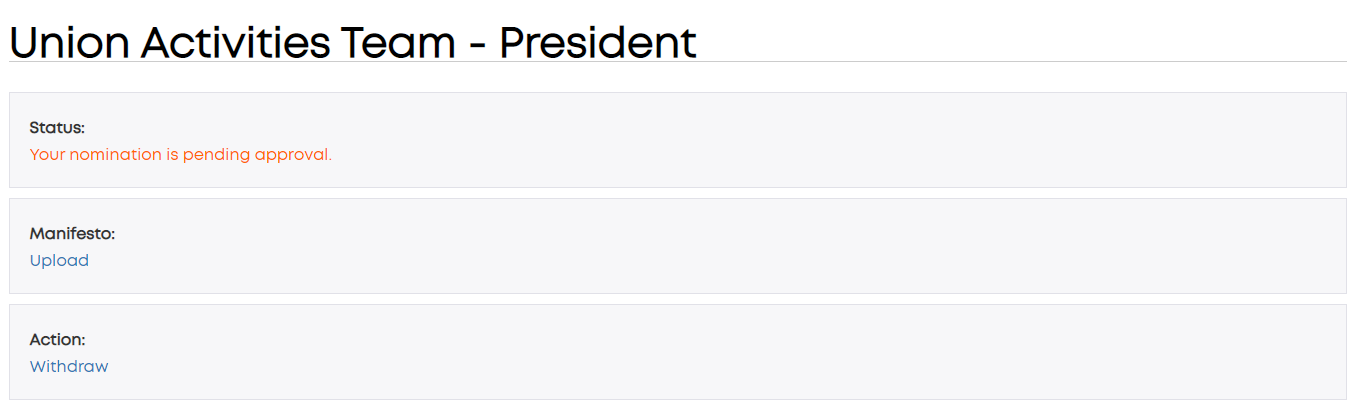 Union Activities Team - President
Status:
Your nomination is pending approval.
Manifesto:
Upload
Action:
Withdraw